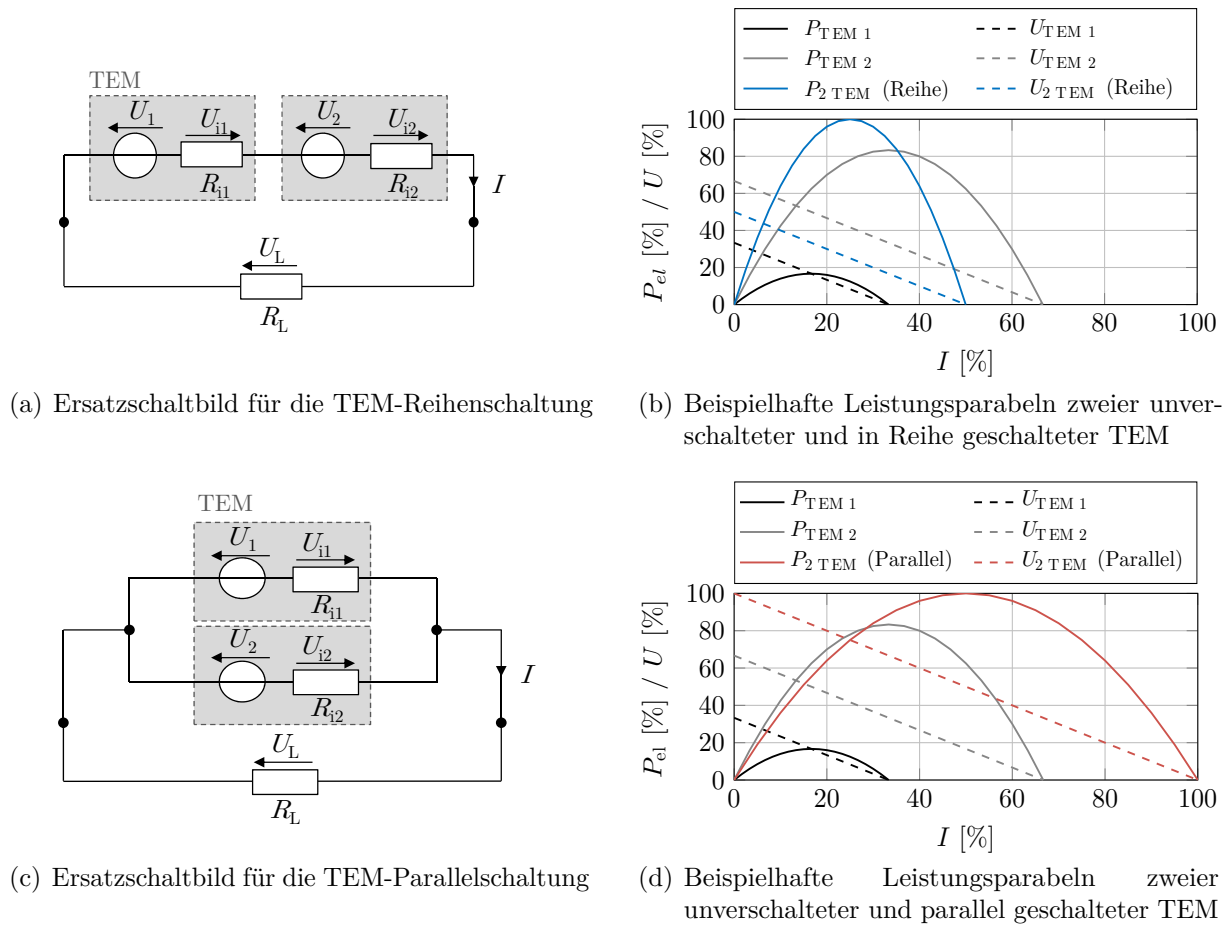 TEM
U1
Ui1
U2
Ui2
Ri1
Ri2
I
UL
RL
PTEM 1
UTEM 1
PTEM 2
UTEM 2
P2 TEM (Reihe)
U2 TEM (Reihe)
Pel [%] / U [%]
100
80
60
40
20
0
0 20 40 60 80 100
I [%]
(a) Ersatzschaltbild für die TEM-Reihenschaltung
(b) Beispielhafte Leistungsparabeln zweier unver-
schalteter und in Reihe geschalteter TEM
TEM
U1
Ui1
Ri1
U2
Ui2
Ri2
I
UL
RL
PTEM 1
UTEM 1
PTEM 2
UTEM 2
P2 TEM (Parallel)
U2 TEM (Parallel)
Pel [%] / U [%]
100
80
60
40
20
0
0 20 40 60 80 100
I [%]
(c) Ersatzschaltbild für die TEM-Parallelschaltung
(d) Beispielhafte Leistungsparabeln zweier
unverschalteter und parallel geschalteter TEM